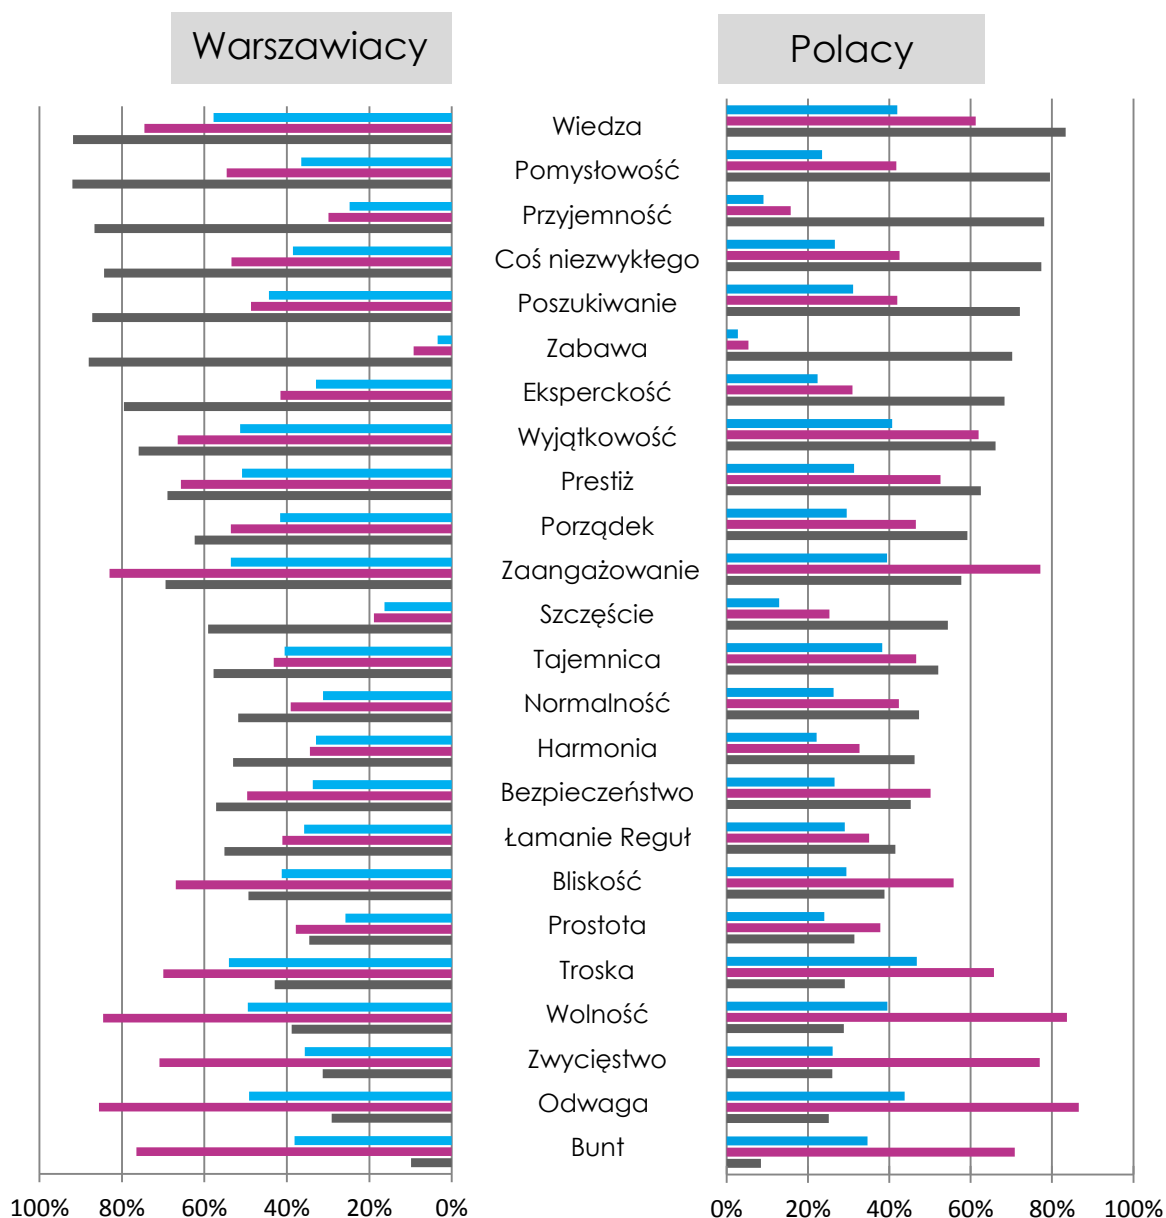 Warszawiacy
Polacy
Wiedza
Pomysłowość
Przyjemność
Coś niezwykłego
Poszukiwanie
Zabawa
Eksperckość
Wyjątkowość
Prestiż
Porządek
Zaangażowanie
Szczęście
Tajemnica
Normalność
Harmonia
Bezpieczeństwo
Łamanie Reguł
Bliskość
Prostota
Troska
Wolność
Zwycięstwo
Odwaga
Bunt
100% 80% 60% 40% 20% 0%
0% 20% 40% 60% 80% 100%